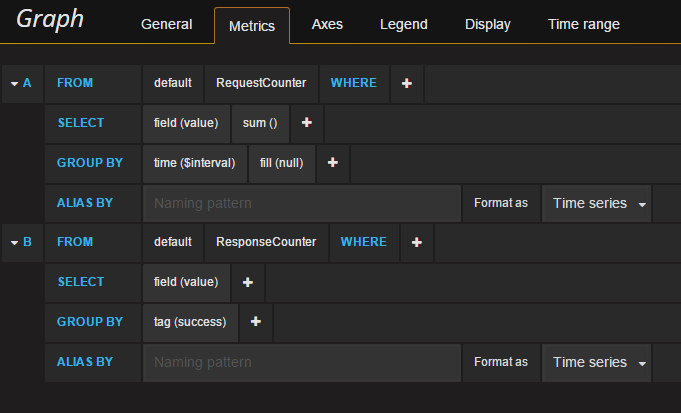 Graph General Metrics Axes Legend Display Time range
A FROM default RequestCounter WHERE +
SELECT field (value) sum () +
GROUP BY time ($interval) fill (null) +
ALIAS BY Naming pattern Format as Time series
B FROM default ResponseCounter WHERE +
SELECT field (value) +
GROUP BY tag (success) +
ALIAS BY Naming pattern Format as Time series